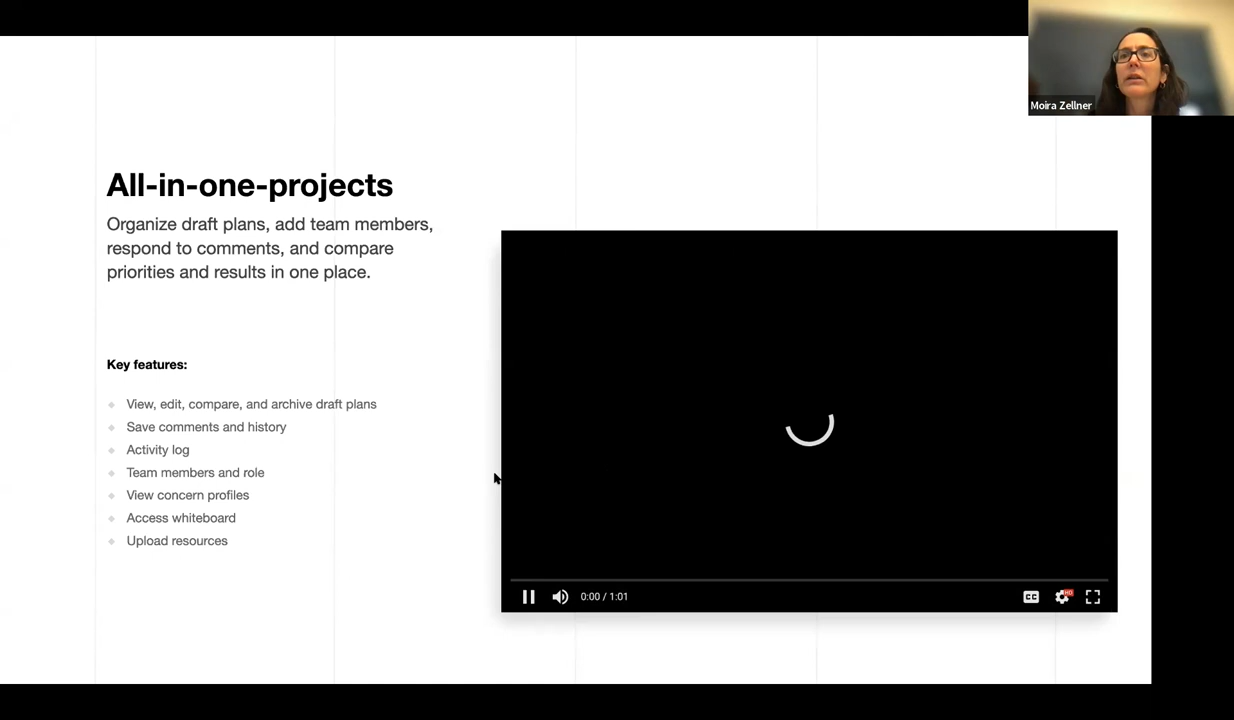 Moira Zellner
All-in-one-projects
Organize draft plans, add team members,
respond to comments, and compare
priorities and results in one place.
Key features:
View, edit, compare, and archive draft plans
Save comments and history
Activity log
Team members and role
View concern profiles
Access whiteboard
Upload resources
0:00 / 1:01
CC
HD